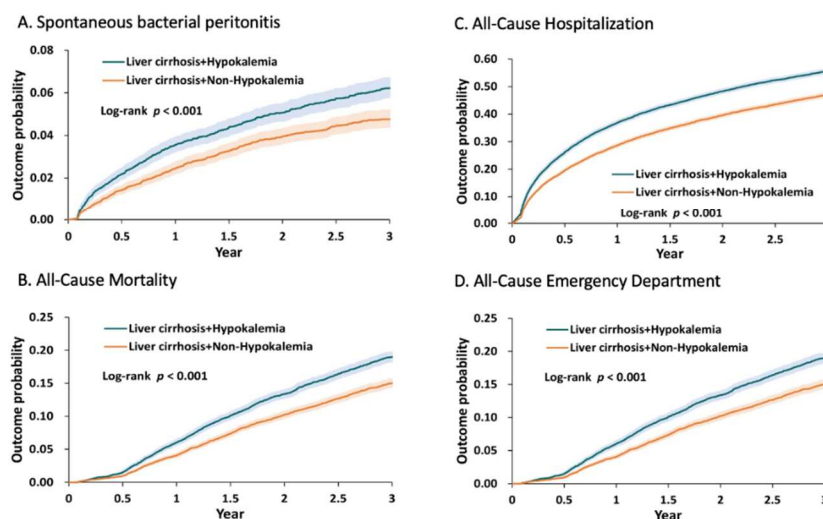 A. Spontaneous bacterial peritonitis
Outcome probability
0.08
0.06
0.04
0.02
0.00
Liver cirrhosis+Hypokalemia
Liver cirrhosis+Non-Hypokalemia
Log-rank p < 0.001
0 0.5 1 1.5 2 2.5 3
Year
B. All-Cause Mortality
Outcome probability
0.25
0.20
0.15
0.10
0.05
0.00
Liver cirrhosis+Hypokalemia
Liver cirrhosis+Non-Hypokalemia
Log-rank p < 0.001
0 0.5 1 1.5 2 2.5 3
Year
C. All-Cause Hospitalization
Outcome probability
0.60
0.50
0.40
0.30
0.20
0.10
0.00
Liver cirrhosis+Hypokalemia
Liver cirrhosis+Non-Hypokalemia
Log-rank p < 0.001
0 0.5 1 1.5 2 2.5
Year
D. All-Cause Emergency Department
Outcome probability
0.25
0.20
0.15
0.10
0.05
0.00
Liver cirrhosis+Hypokalemia
Liver cirrhosis+Non-Hypokalemia
Log-rank p < 0.001
0 0.5 1 1.5 2 2.5 3
Year